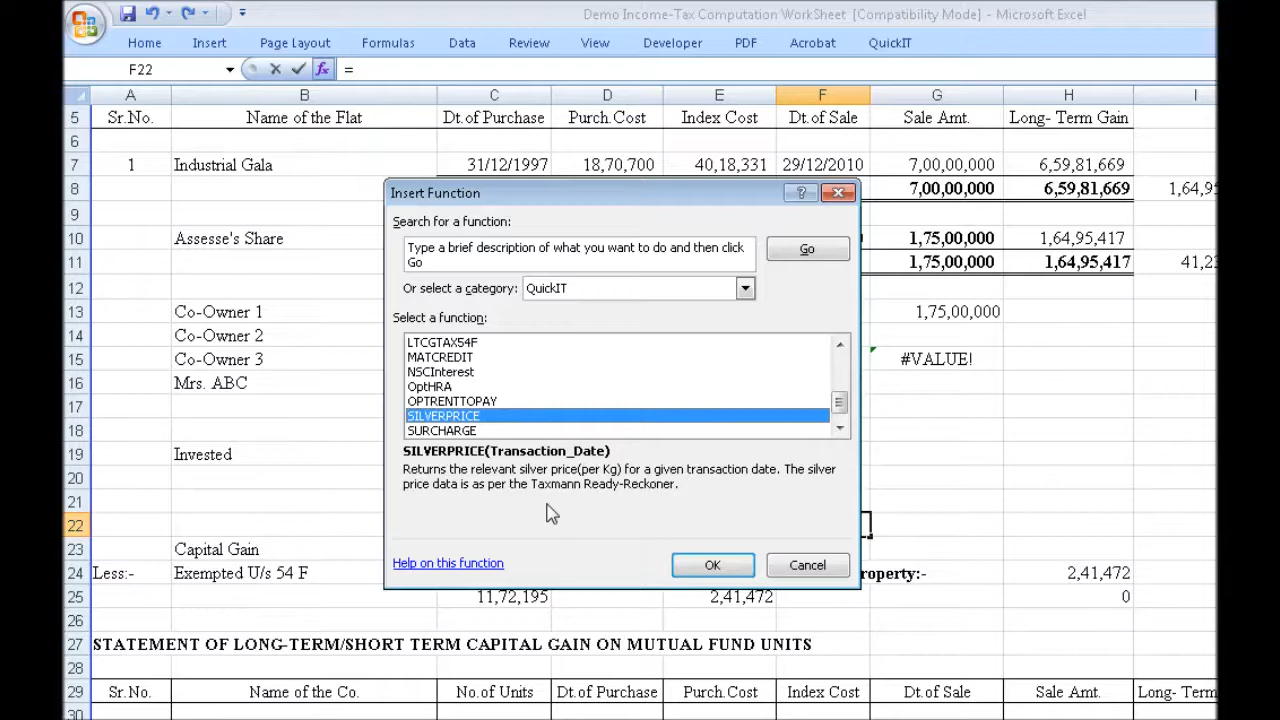 Demo Income-Tax Computation WorkSheet [Compatibility Mode] - Microsoft Excel
Home Insert Page Layout Formulas Data Review View Developer PDF Acrobat QuickIT
F22 fx =
A B C D E F G H I
5 Sr.No. Name of the Flat Dt.of Purchase Purch.Cost Index Cost Dt.of Sale Sale Amt. Long- Term Gain
6
7 1 Industrial Gala 31/12/1997 18,70,700 40,18,331 29/12/2010 7,00,00,000 6,59,81,669
8 7,00,00,000 6,59,81,669
9
10 Assesse's Share 1,75,00,000 1,64,95,417
11 1,75,00,000 1,64,95,417
12
13 Co-Owner 1 1,75,00,000
14 Co-Owner 2
15 Co-Owner 3 #VALUE!
16 Mrs. ABC
17
18
19 Invested
20
21
22
23 Capital Gain
24 Less:- Exempted U/s 54 F roperty:- 2,41,472
25 11,72,195 2,41,472 0
26
27 STATEMENT OF LONG-TERM/SHORT TERM CAPITAL GAIN ON MUTUAL FUND UNITS
28
29 Sr.No. Name of the Co. No.of Units Dt.of Purchase Purch.Cost Index Cost Dt.of Sale Sale Amt. Long- Term
30
Insert Function
Search for a function:
Type a brief description of what you want to do and then click
Go
Go
Or select a category: QuickIT
Select a function:
LTCGTAX54F
MATCREDIT
NSCInterest
OptHRA
OPTRENTTOPAY
SILVERPRICE
SURCHARGE
SILVERPRICE(Transaction_Date)
Returns the relevant silver price(per Kg) for a given transaction date. The silver
price data is as per the Taxmann Ready-Reckoner.
Help on this function
OK Cancel